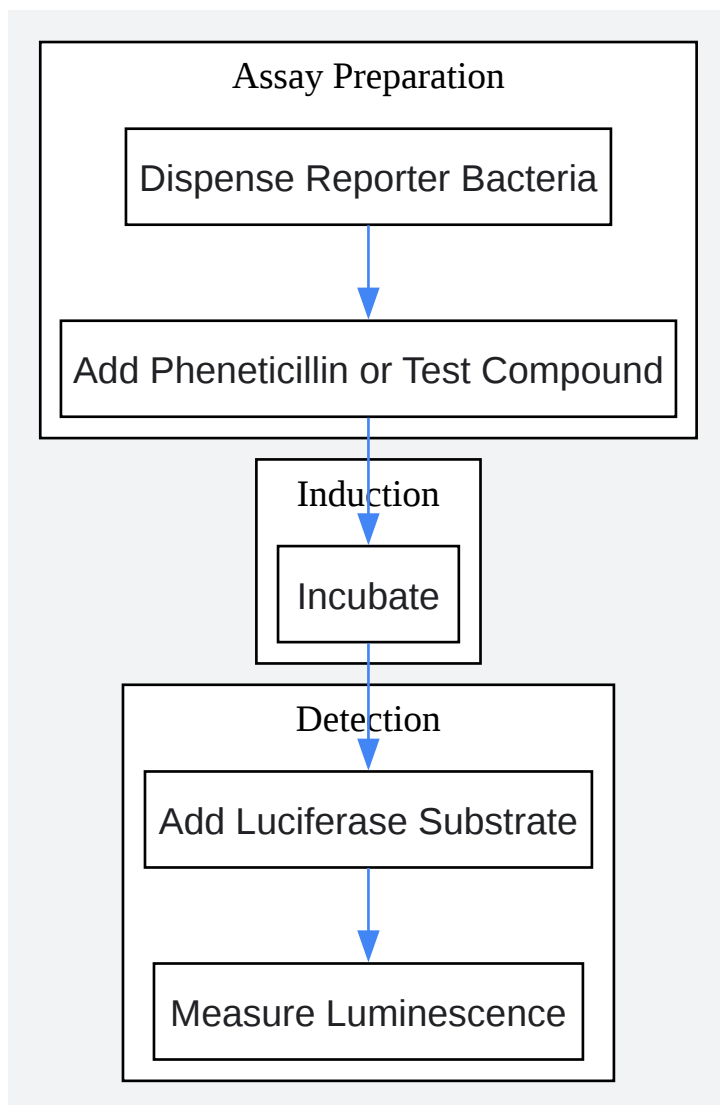 Assay Preparation
Dispense Reporter Bacteria
Add Pheneticillin or Test Compound
Induction
Incubate
Detection
Add Luciferase Substrate
Measure Luminescence